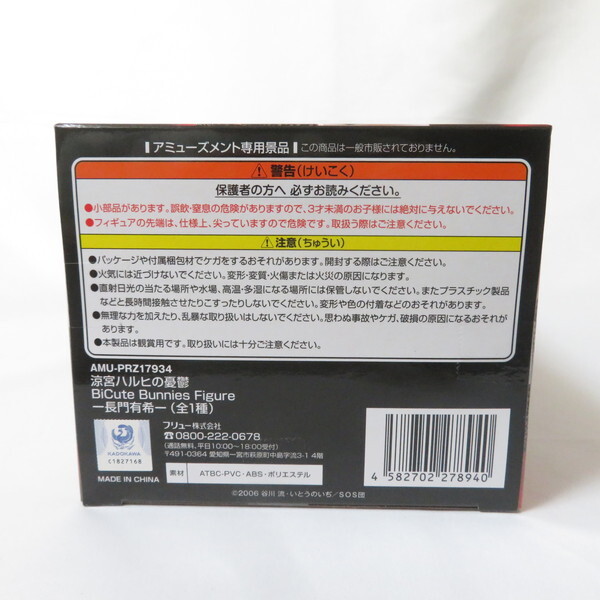 アミューズメント専用景品 この商品は一般市販されておりません。
警告(けいこく)
保護者の方へ 必ずお読みください。
●小部品があります。誤飲・窒息の危険がありますので、3才未満のお子様には絶対に与えないでください。
●フィギュアの先端は、仕様上、尖っていますので危険です。取扱う際はご注意ください。
注意(ちゅうい)
●パッケージや付属梱包材でケガをするおそれがあります。開封する際はご注意ください。
●火気には近づけないでください。変形・変質・火傷または火災の原因になります。
●直射日光の当たる場所や水場、高温・多湿になる場所には保管しないでください。またプラスチック製品
などと長時間接触させたりこすったりしないでください。変形や色の付着などのおそれがあります。
●無理な力を加えたり、乱暴な取り扱いはしないでください。思わぬ事故やケガ、破損の原因になるおそれが
あります。
●本製品は観賞用です。取り扱いには十分ご注意ください。
AMU-PRZ17934
涼宮ハルヒの憂鬱
BiCute Bunnies Figure
ー長門有希ー(全1種)
フリュー株式会社
☎0800-222-0678
(通話無料、平日10:00～18:00受付)
〒491-0364 愛知県一宮市萩原町中島字流3-1 4階
KADOKAWA
C1827168
MADE IN CHINA
素材 ATBC-PVC・ABS・ポリエステル
4 582702 278940
©2006 谷川 流・いとうのいぢ/SOS団